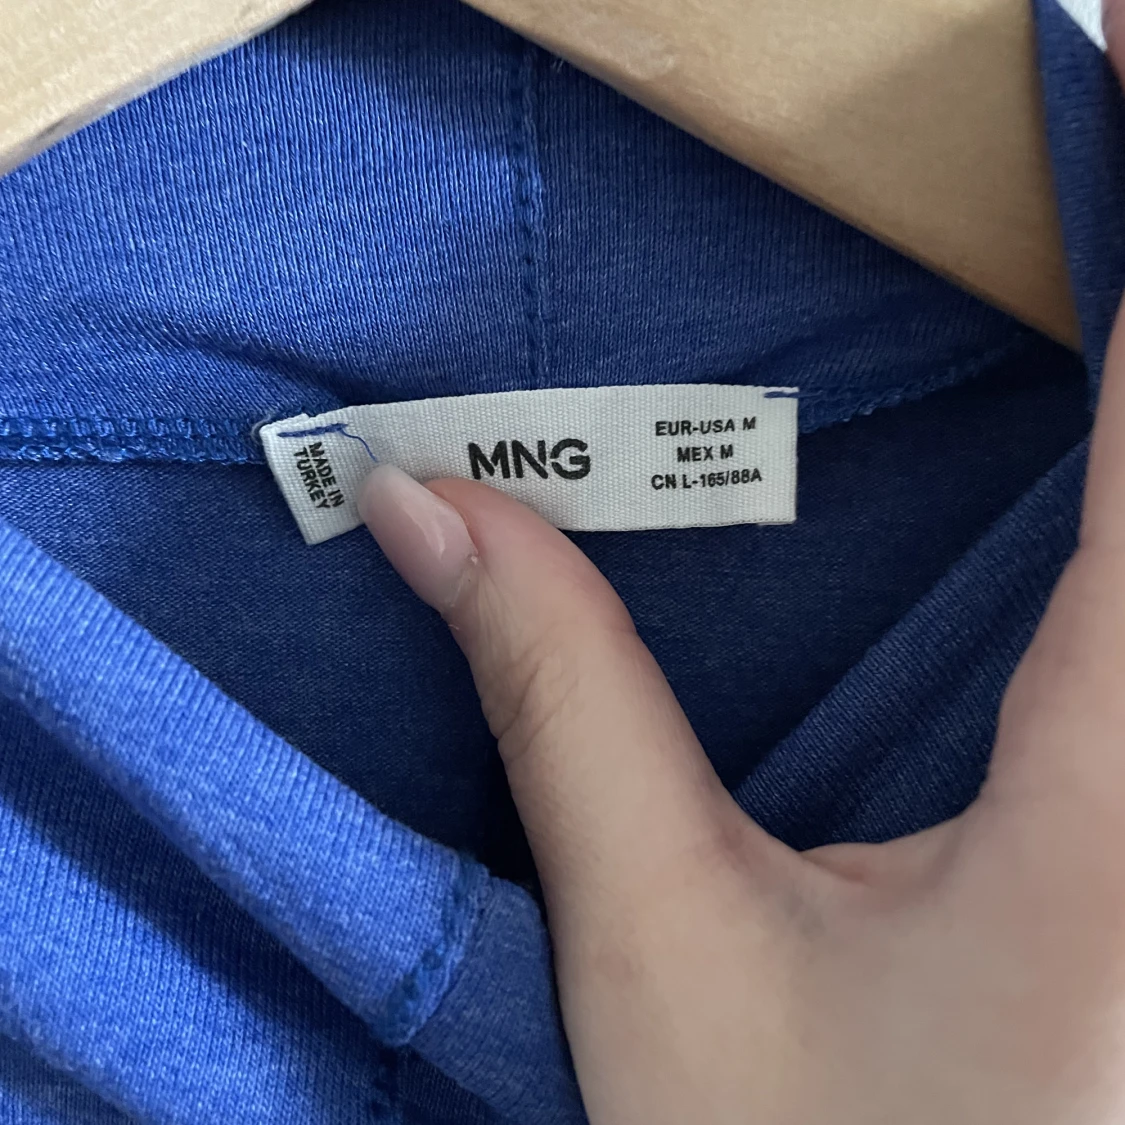 MADE IN
TURKEY
MNG
EUR-USA M
MEX M
CN L-165/88A